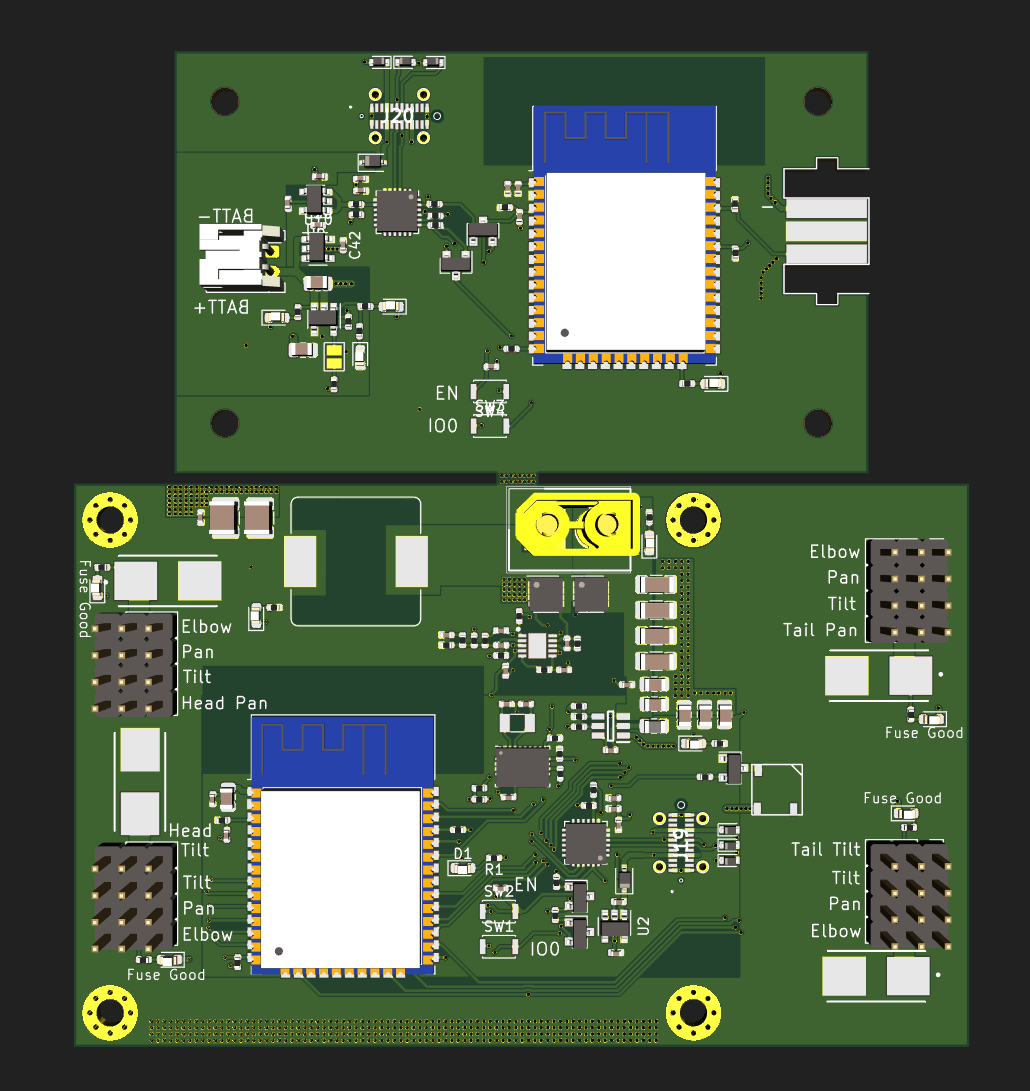 J20
BATT-
C42
BATT+
EN
SW3
SW4
IO0
Elbow
Pan
Tilt
Tail Pan
Fuse Good
Elbow
Pan
Tilt
Head Pan
Fuse Good
Fuse Good
Head
Tilt
Tilt
Pan
Elbow
Fuse Good
D1
R1
EN
SW2
SW1
IO0
U2
J19
Tail Tilt
Tilt
Pan
Elbow